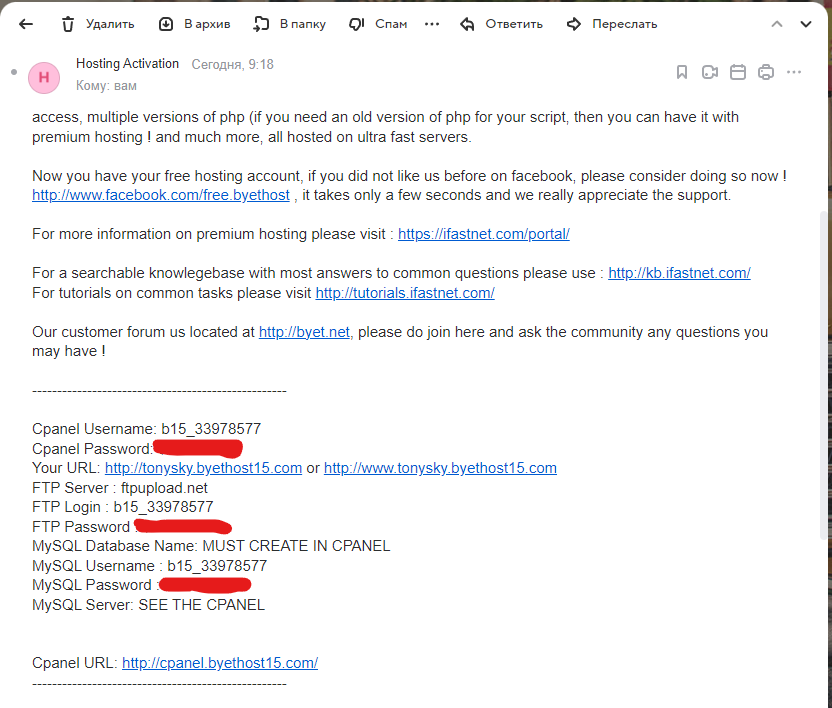 Удалить В архив В папку Спам Ответить Переслать
H
Hosting Activation Сегодня, 9:18
Кому: вам
access, multiple versions of php (if you need an old version of php for your script, then you can have it with
premium hosting ! and much more, all hosted on ultra fast servers.
Now you have your free hosting account, if you did not like us before on facebook, please consider doing so now !
http://www.facebook.com/free.byethost , it takes only a few seconds and we really appreciate the support.
For more information on premium hosting please visit : https://ifastnet.com/portal/
For a searchable knowlegebase with most answers to common questions please use : http://kb.ifastnet.com/
For tutorials on common tasks please visit http://tutorials.ifastnet.com/
Our customer forum us located at http://byet.net, please do join here and ask the community any questions you
may have !
---------------------------------------------------
Cpanel Username: b15_33978577
Cpanel Password:
Your URL: http://tonysky.byethost15.com or http://www.tonysky.byethost15.com
FTP Server : ftpupload.net
FTP Login : b15_33978577
FTP Password :
MySQL Database Name: MUST CREATE IN CPANEL
MySQL Username : b15_33978577
MySQL Password :
MySQL Server: SEE THE CPANEL
Cpanel URL: http://cpanel.byethost15.com/
---------------------------------------------------